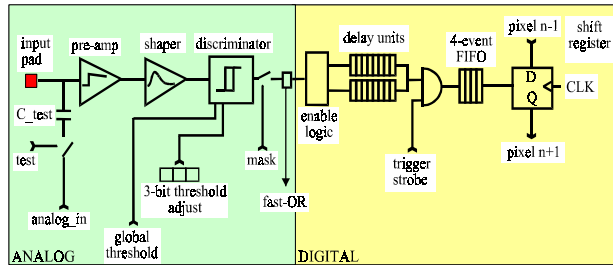 input
pad
pre-amp
shaper
discriminator
delay units
4-event
FIFO
pixel n-1
shift
register
D
Q
CLK
C_test
test
analog_in
enable
logic
mask
3-bit threshold
adjust
fast-OR
global
threshold
trigger
strobe
pixel n+1
ANALOG
DIGITAL